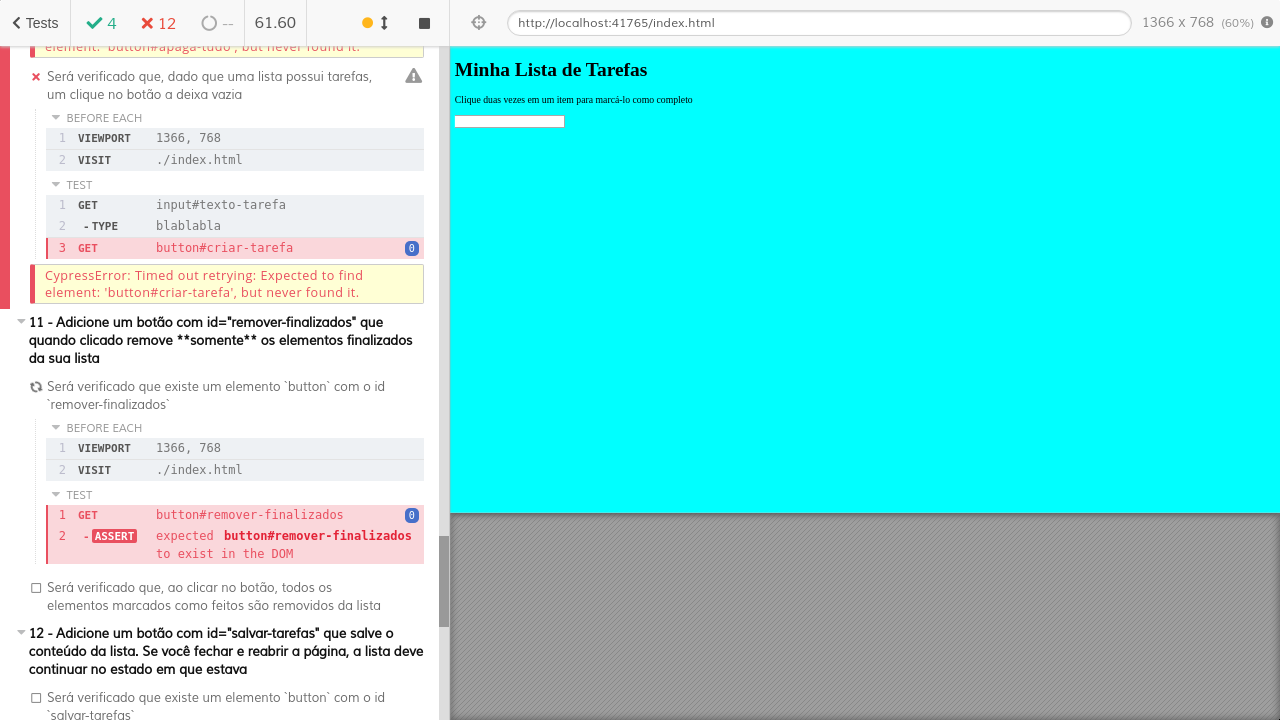 Tests 4 12 -- 61.60 http://localhost:41765/index.html 1366 x 768 (60%)
element: 'button#apaga-tudo', but never found it.
Será verificado que, dado que uma lista possui tarefas,
um clique no botão a deixa vazia
BEFORE EACH
1 VIEWPORT 1366, 768
2 VISIT ./index.html
TEST
1 GET input#texto-tarefa
2 -TYPE blablabla
3 GET button#criar-tarefa 0
CypressError: Timed out retrying: Expected to find
element: 'button#criar-tarefa', but never found it.
11 - Adicione um botão com id="remover-finalizados" que
quando clicado remove **somente** os elementos finalizados
da sua lista
Será verificado que existe um elemento `button` com o id
`remover-finalizados`
BEFORE EACH
1 VIEWPORT 1366, 768
2 VISIT ./index.html
TEST
1 GET button#remover-finalizados 0
2 -ASSERT expected button#remover-finalizados
to exist in the DOM
Será verificado que, ao clicar no botão, todos os
elementos marcados como feitos são removidos da lista
12 - Adicione um botão com id="salvar-tarefas" que salve o
conteúdo da lista. Se você fechar e reabrir a página, a lista deve
continuar no estado em que estava
Será verificado que existe um elemento `button` com o id
`salvar-tarefas`
Minha Lista de Tarefas
Clique duas vezes em um item para marcá-lo como completo